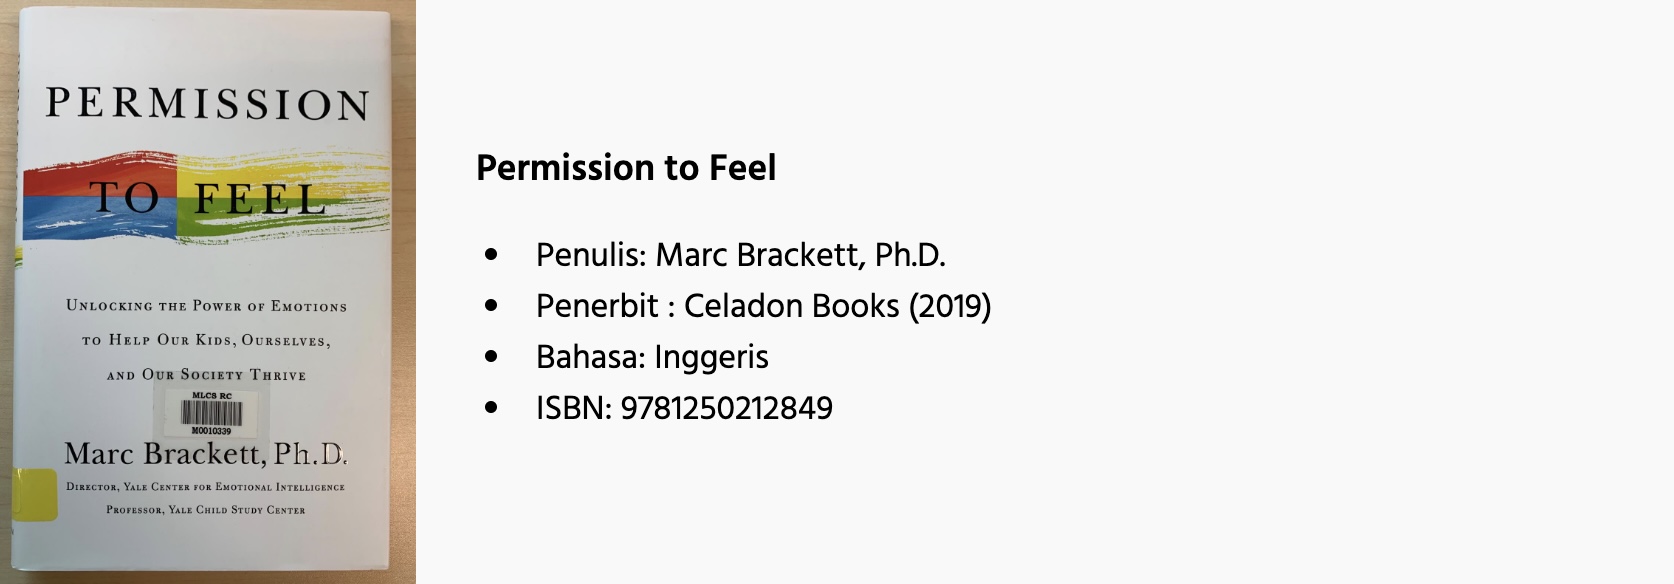 PERMISSION
TO FEEL
UNLOCKING THE POWER OF EMOTIONS
TO HELP OUR KIDS, OURSELVES,
AND OUR SOCIETY THRIVE
MLCS RC
M0010339
Marc Brackett, Ph.D.
DIRECTOR, YALE CENTER FOR EMOTIONAL INTELLIGENCE
PROFESSOR, YALE CHILD STUDY CENTER
Permission to Feel
• Penulis: Marc Brackett, Ph.D.
• Penerbit : Celadon Books (2019)
• Bahasa: Inggeris
• ISBN: 9781250212849